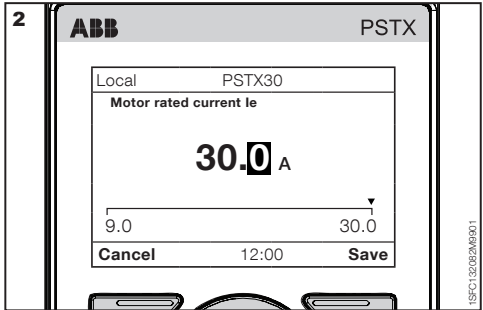 2
ABB PSTX
Local PSTX30
Motor rated current Ie
30.0 A
9.0 30.0
Cancel 12:00 Save
1SFC132082M9901